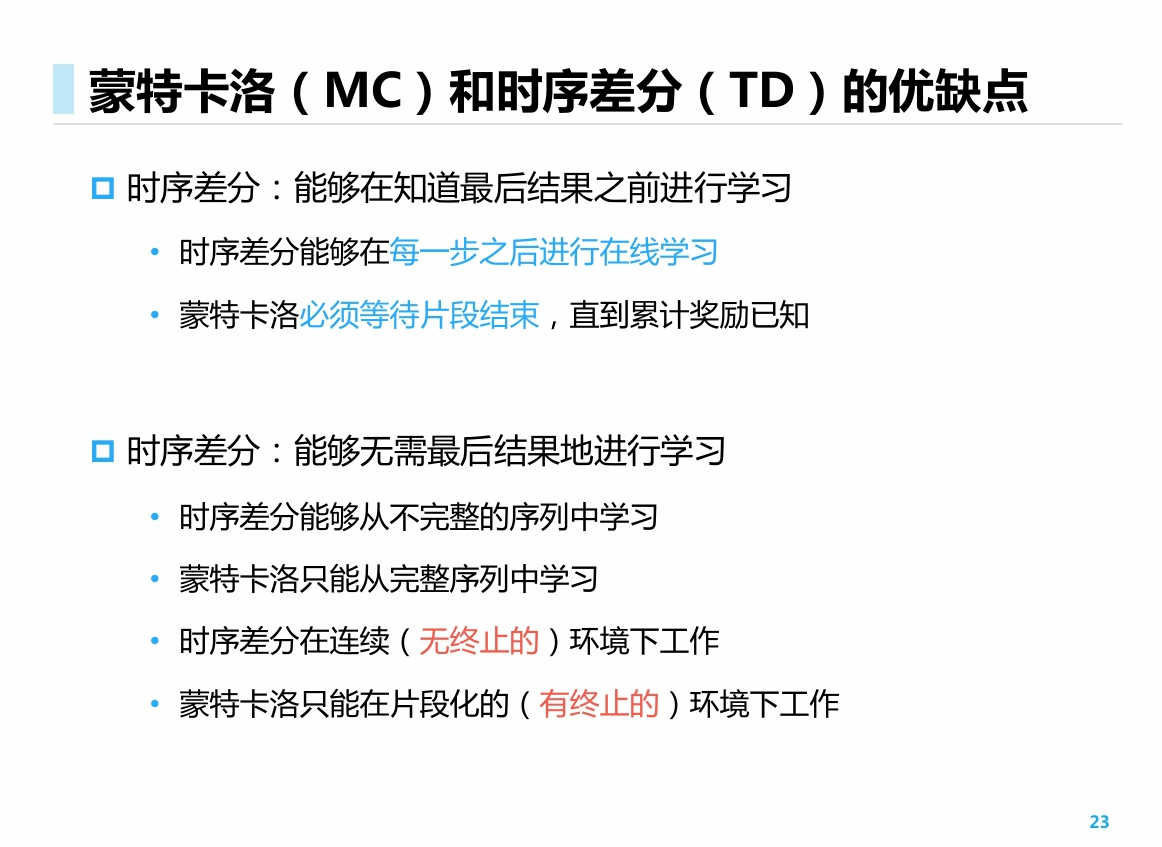 蒙特卡洛（MC）和时序差分（TD）的优缺点
时序差分：能够在知道最后结果之前进行学习
• 时序差分能够在每一步之后进行在线学习
• 蒙特卡洛必须等待片段结束，直到累计奖励已知
时序差分：能够无需最后结果地进行学习
• 时序差分能够从不完整的序列中学习
• 蒙特卡洛只能从完整序列中学习
• 时序差分在连续（无终止的）环境下工作
• 蒙特卡洛只能在片段化的（有终止的）环境下工作
23